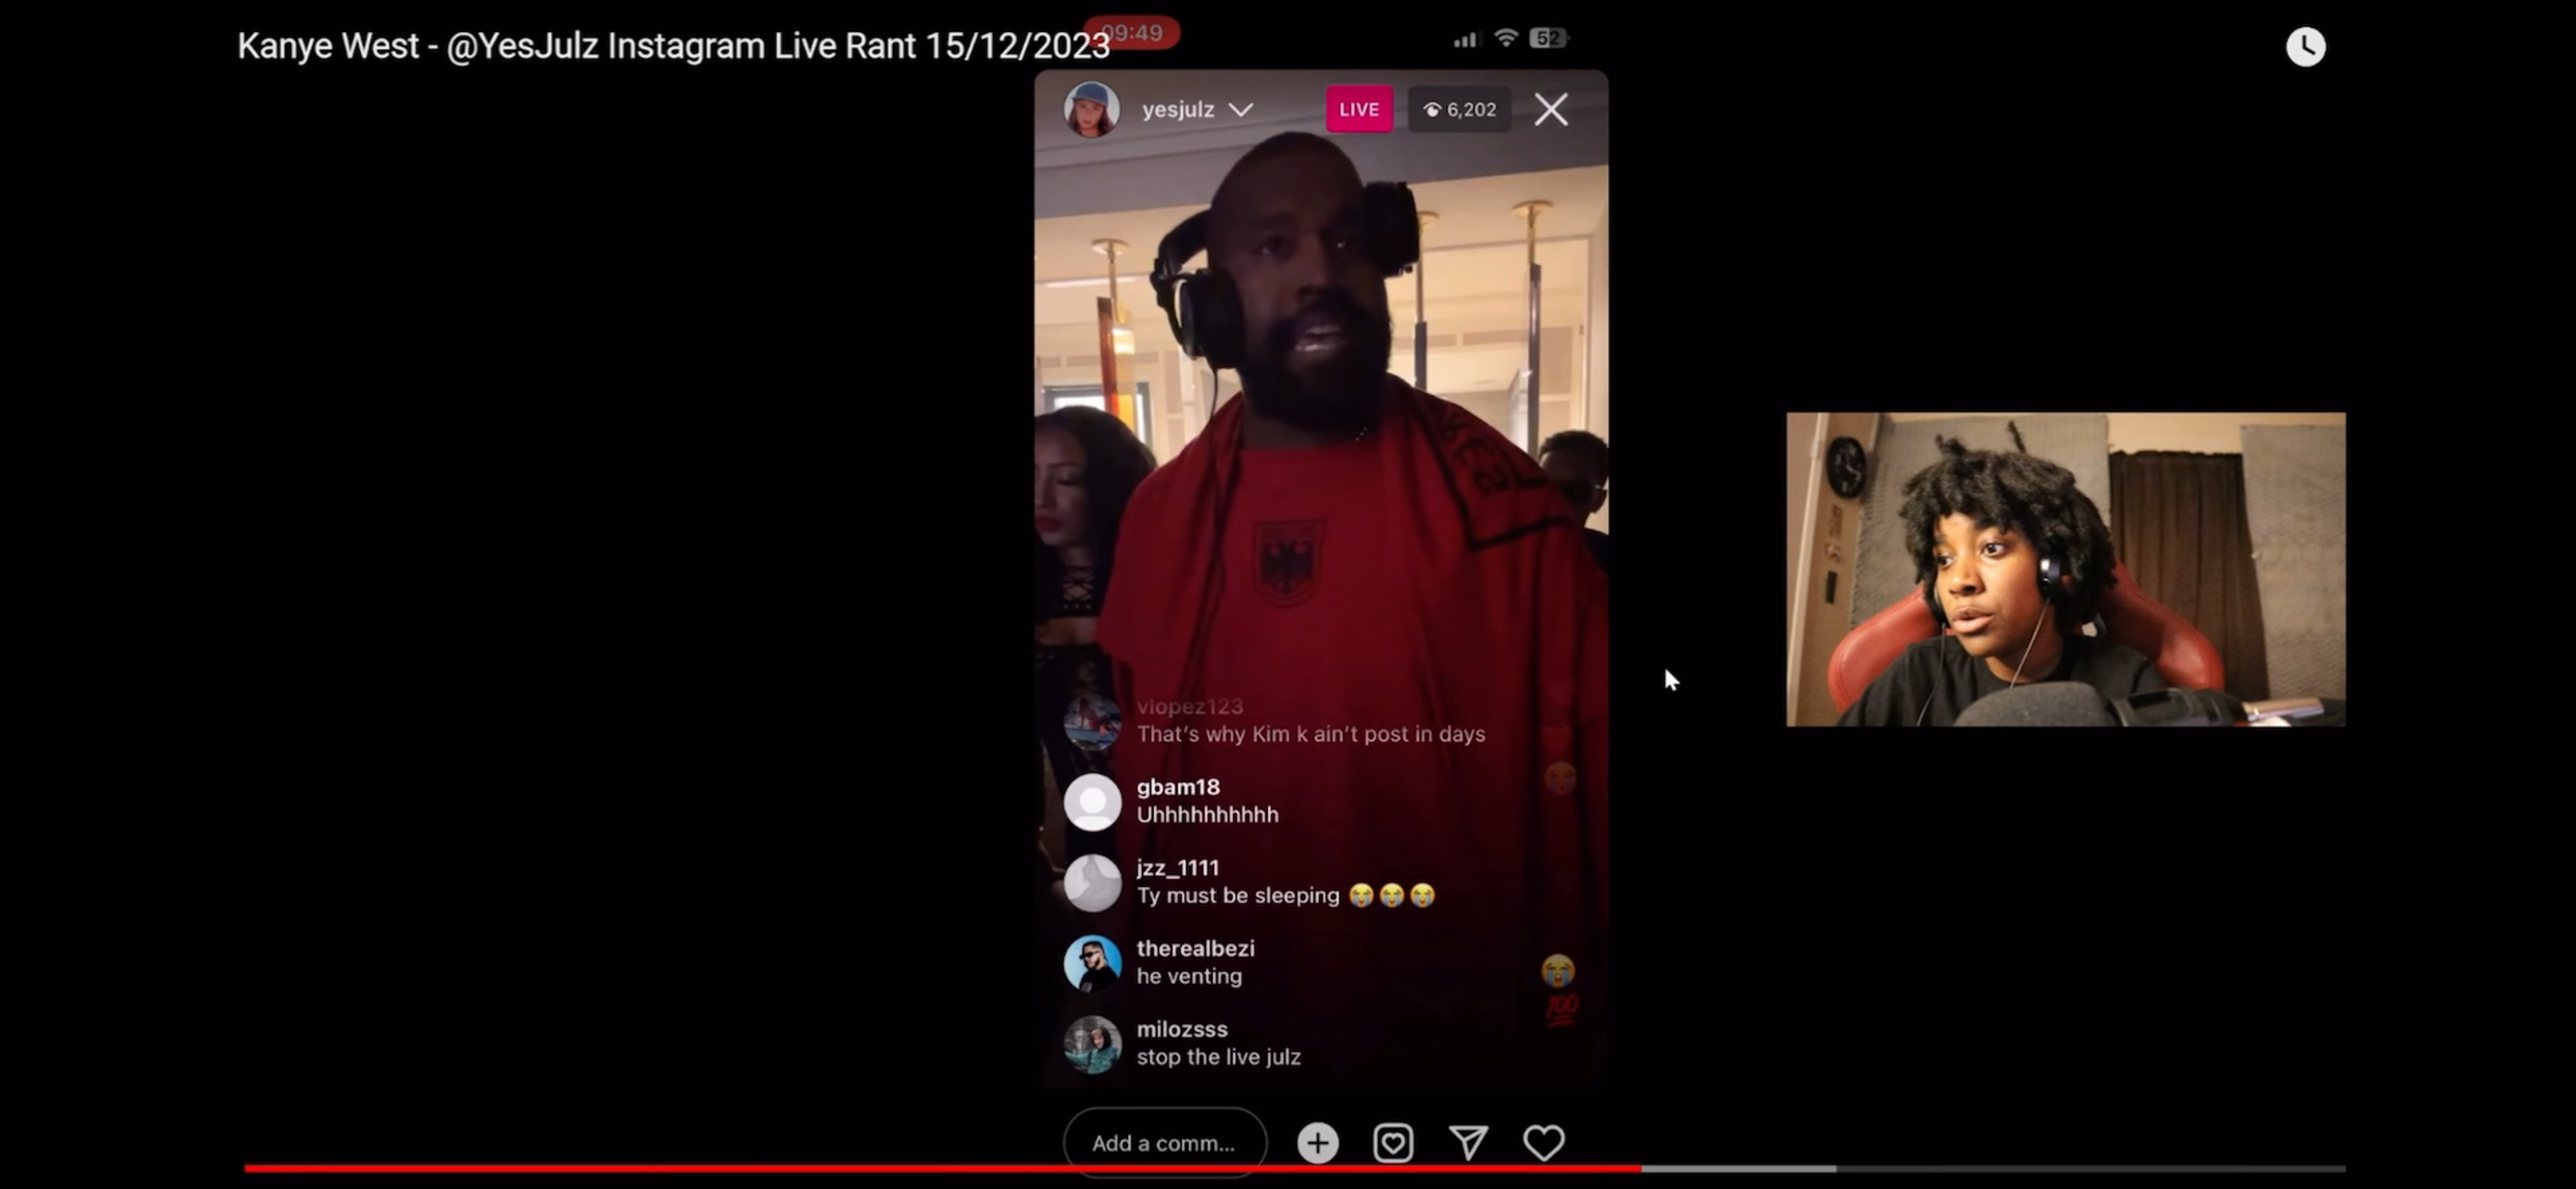 Kanye West - @YesJulz Instagram Live Rant 15/12/2023
09:49
52
yesjulz
LIVE
6,202
vlopez123
That's why Kim k ain't post in days
gbam18
Uhhhhhhhhhh
jzz_1111
Ty must be sleeping 😭😭😭
therealbezi
he venting
milozsss
stop the live julz
💯
Add a comm...